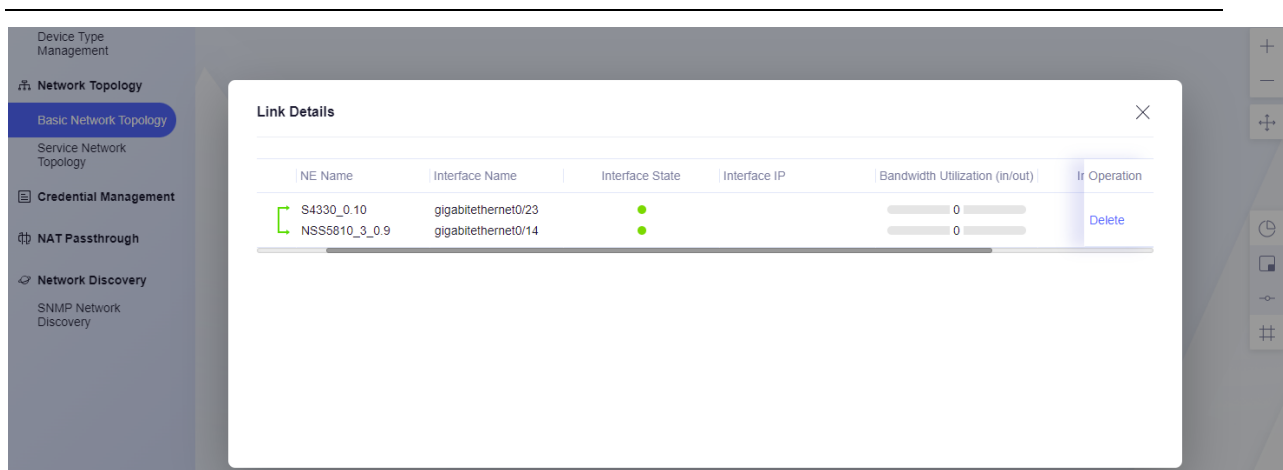 Device Type
Management
Network Topology
Basic Network Topology
Service Network
Topology
Credential Management
NAT Passthrough
Network Discovery
SNMP Network
Discovery
Link Details
NE Name Interface Name Interface State Interface IP Bandwidth Utilization (in/out) Operation
S4330_0.10 gigabitethernet0/23 0
NSS5810_3_0.9 gigabitethernet0/14 0
Delete